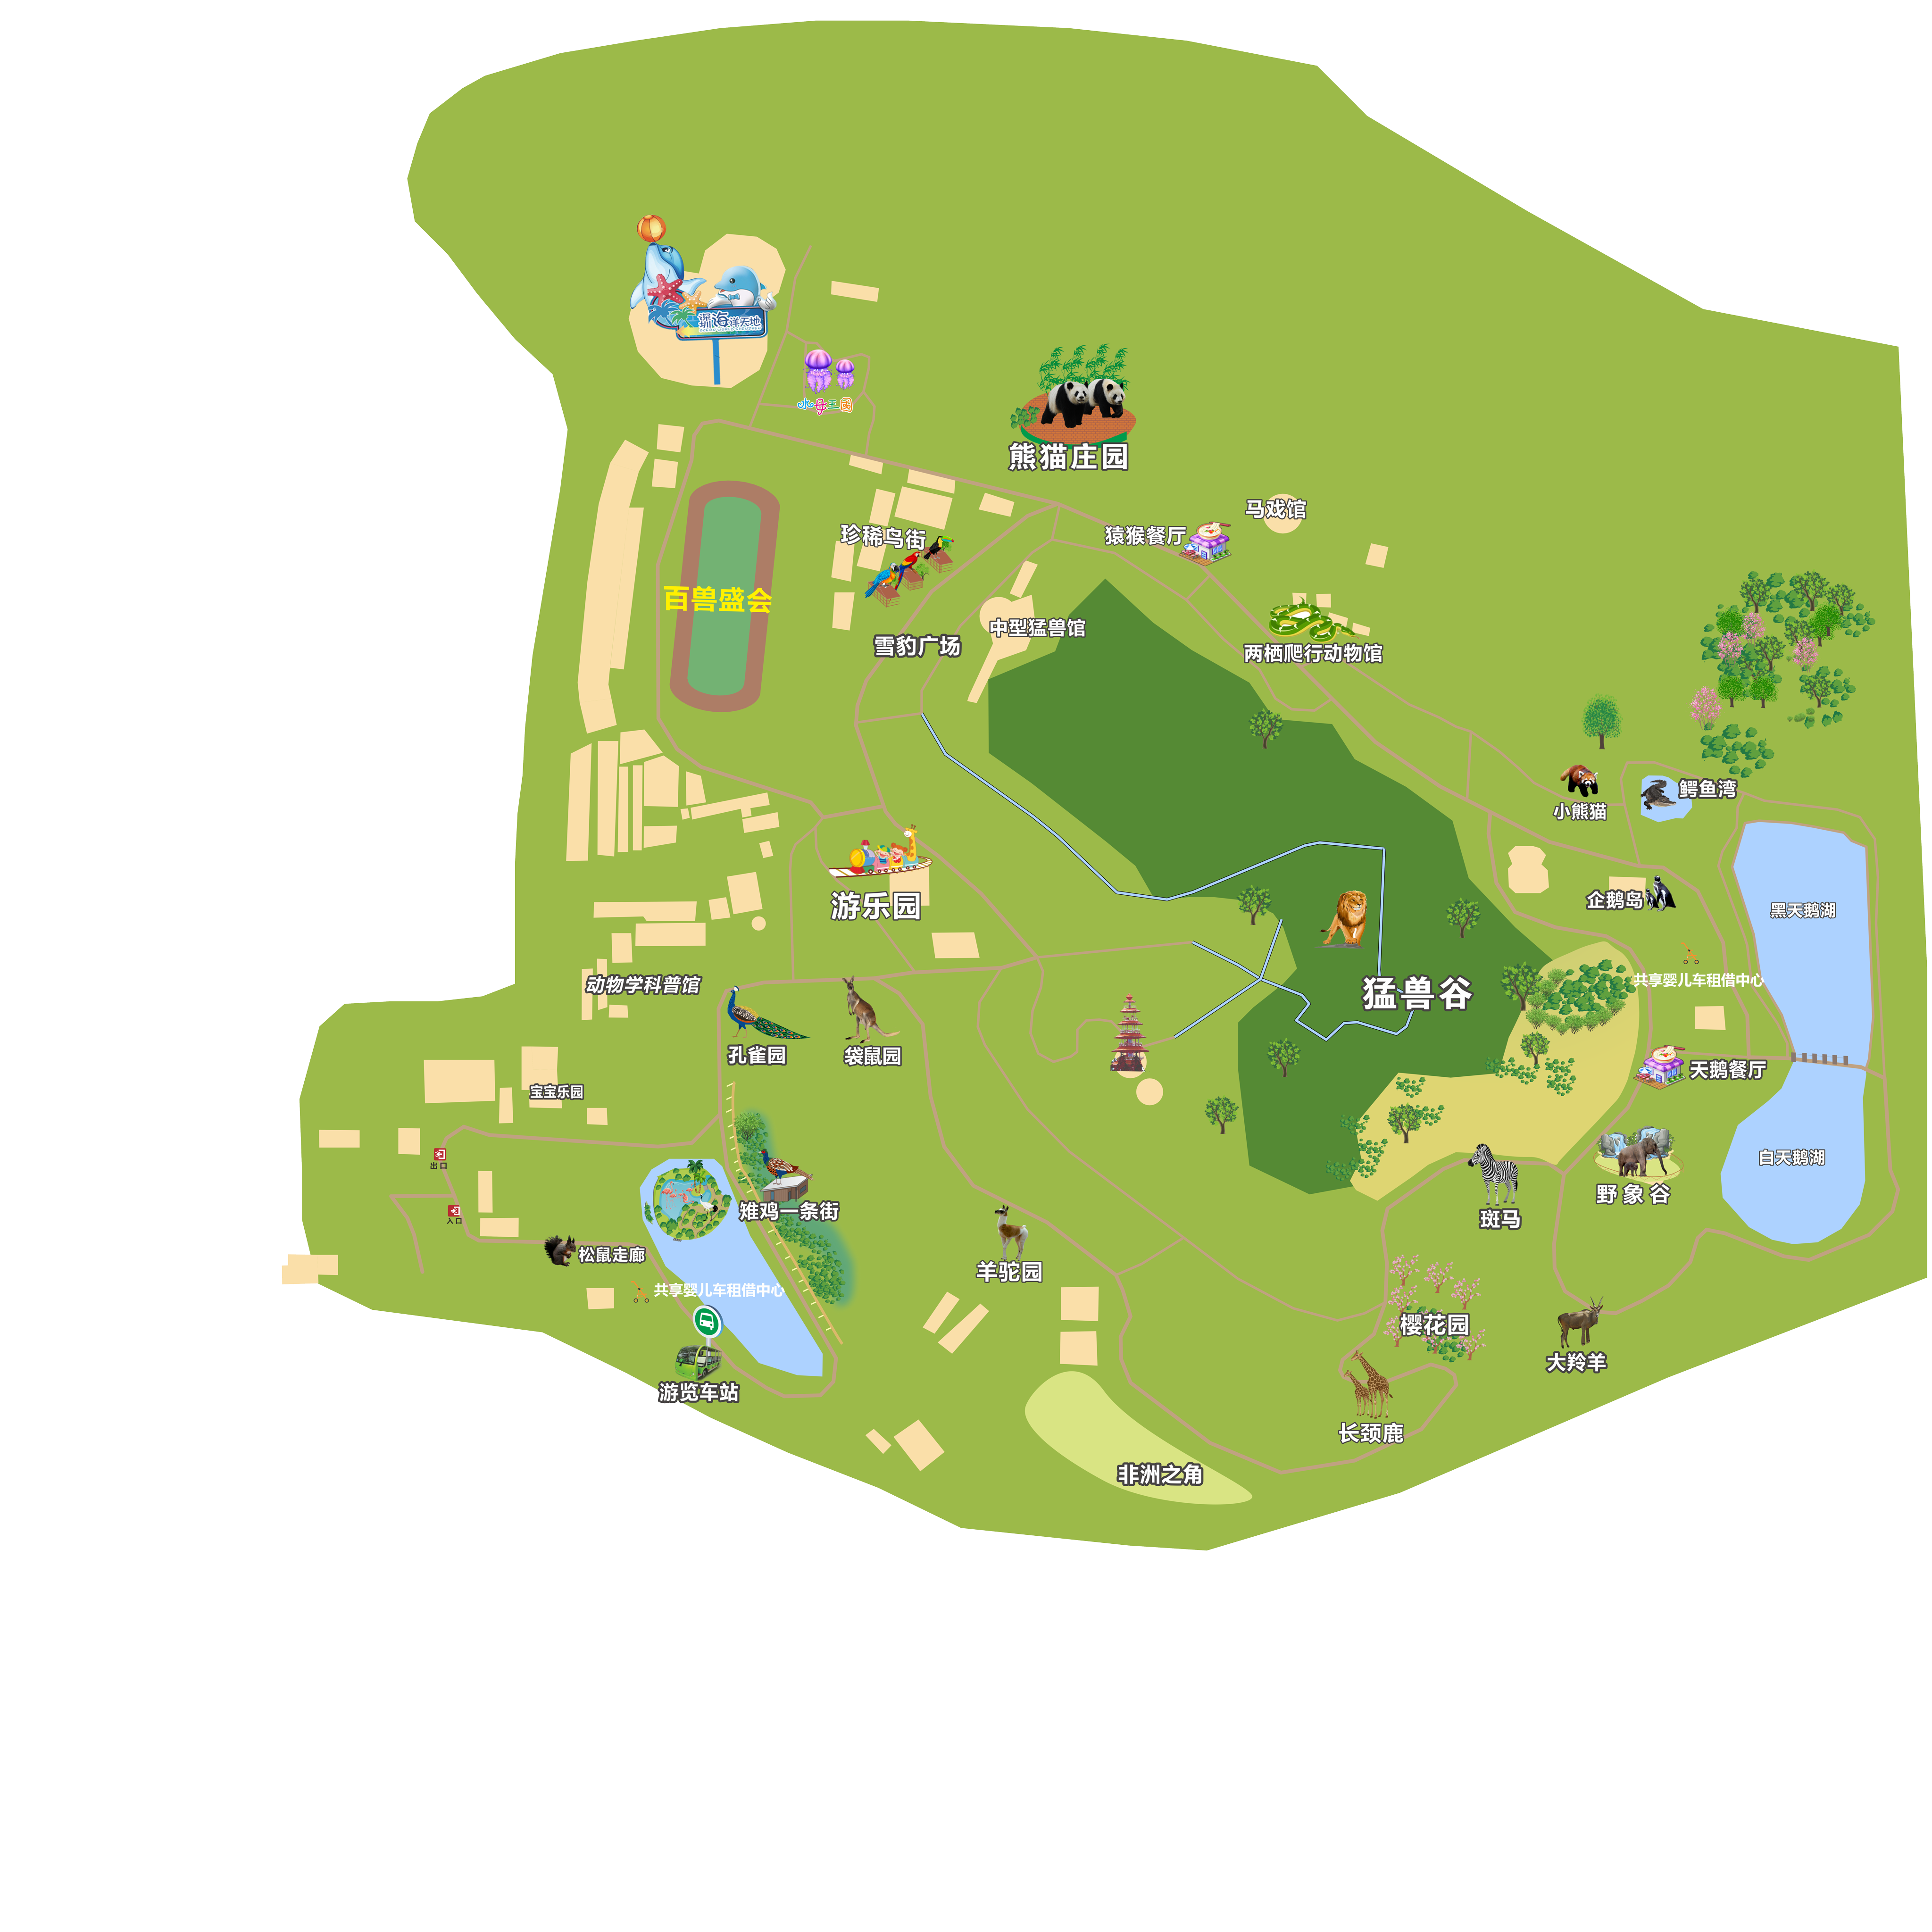 深圳海洋天地
水母王国
熊猫庄园
马戏馆
猿猴餐厅
珍稀鸟街
百兽盛会
中型猛兽馆
雪豹广场
两栖爬行动物馆
小熊猫
鳄鱼湾
企鹅岛
黑天鹅湖
游乐园
共享婴儿车租借中心
动物学科普馆
猛兽谷
孔雀园
袋鼠园
天鹅餐厅
宝宝乐园
出口
白天鹅湖
野象谷
雉鸡一条街
入口
斑马
松鼠走廊
羊驼园
共享婴儿车租借中心
樱花园
大羚羊
游览车站
长颈鹿
非洲之角